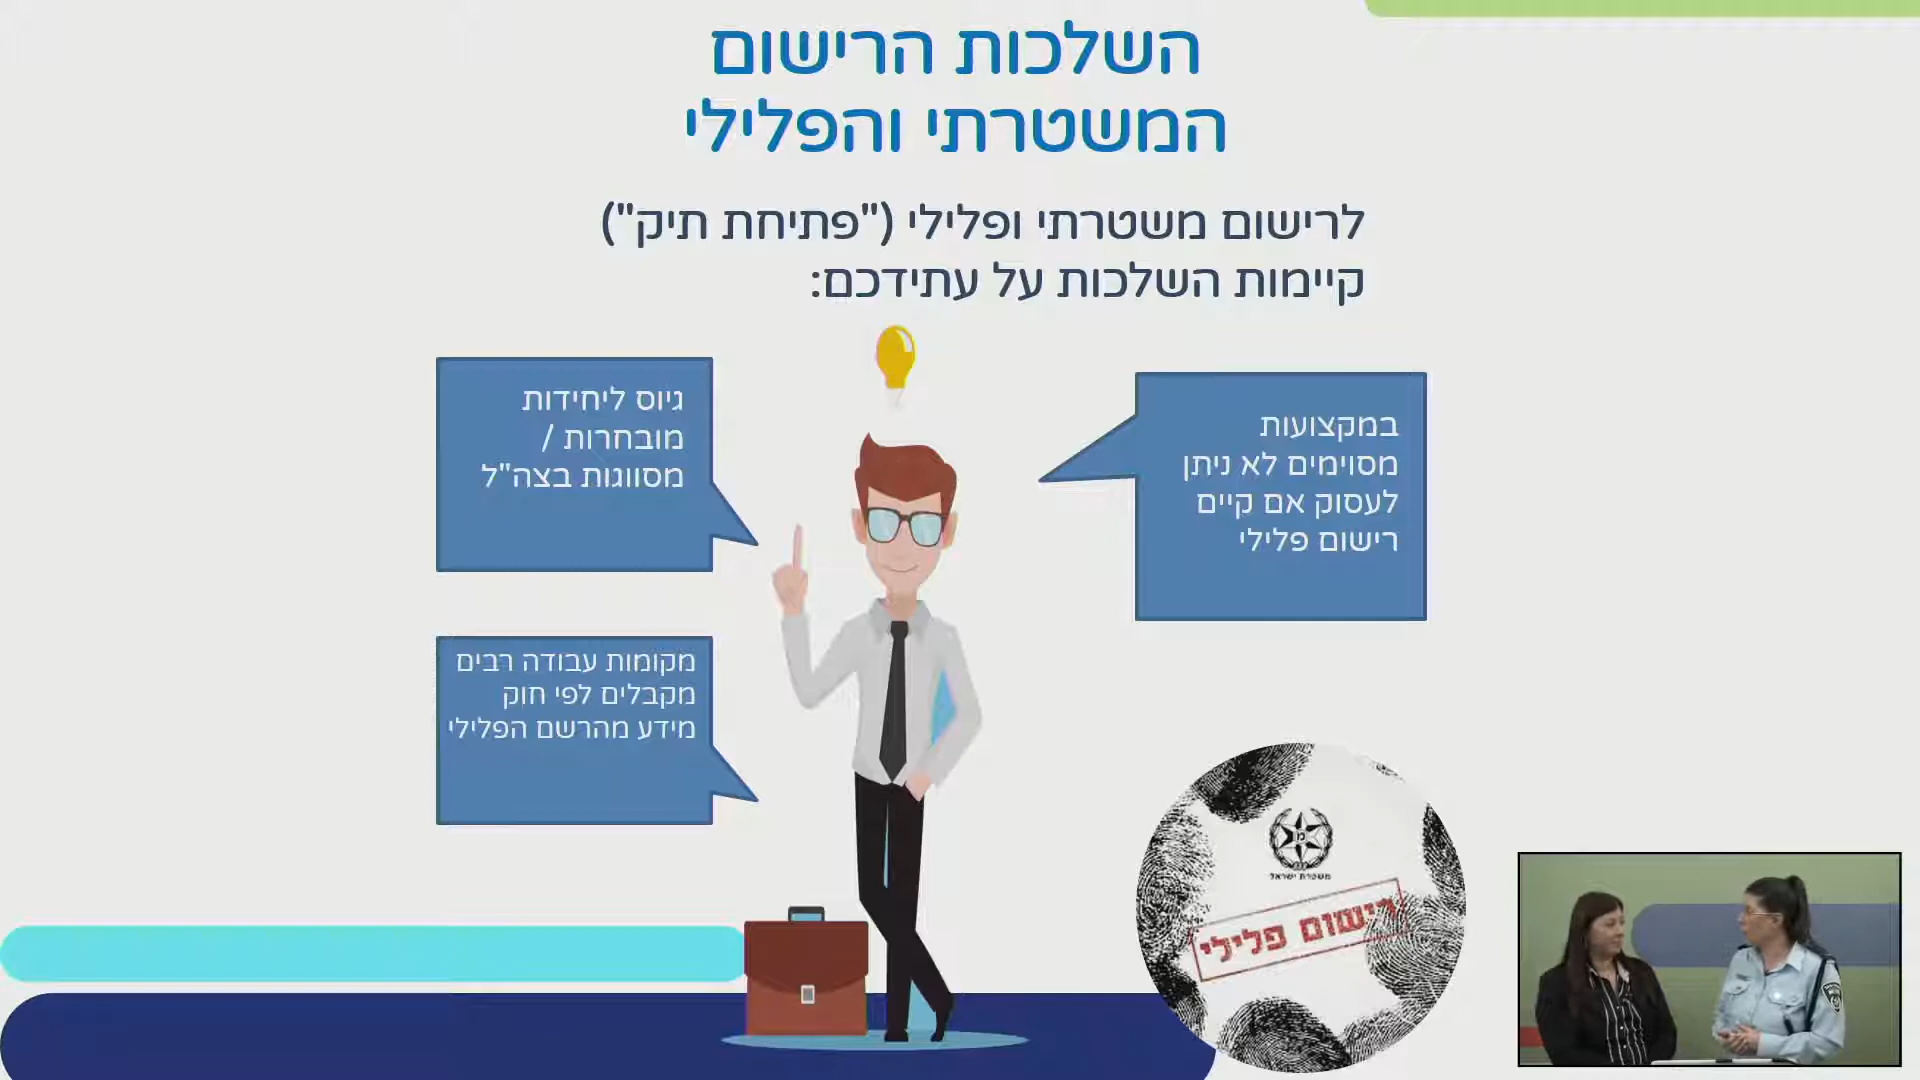 השלכות הרישום
המשטרתי והפלילי
לרישום משטרתי ופלילי ("פתיחת תיק")
קיימות השלכות על עתידכם:
במקצועות
מסוימים לא ניתן
לעסוק אם קיים
רישום פלילי
גיוס ליחידות
מובחרות /
מסווגות בצה"ל
מקומות עבודה רבים
מקבלים לפי חוק
מידע מהרשם הפלילי
משטרת ישראל
רישום פלילי